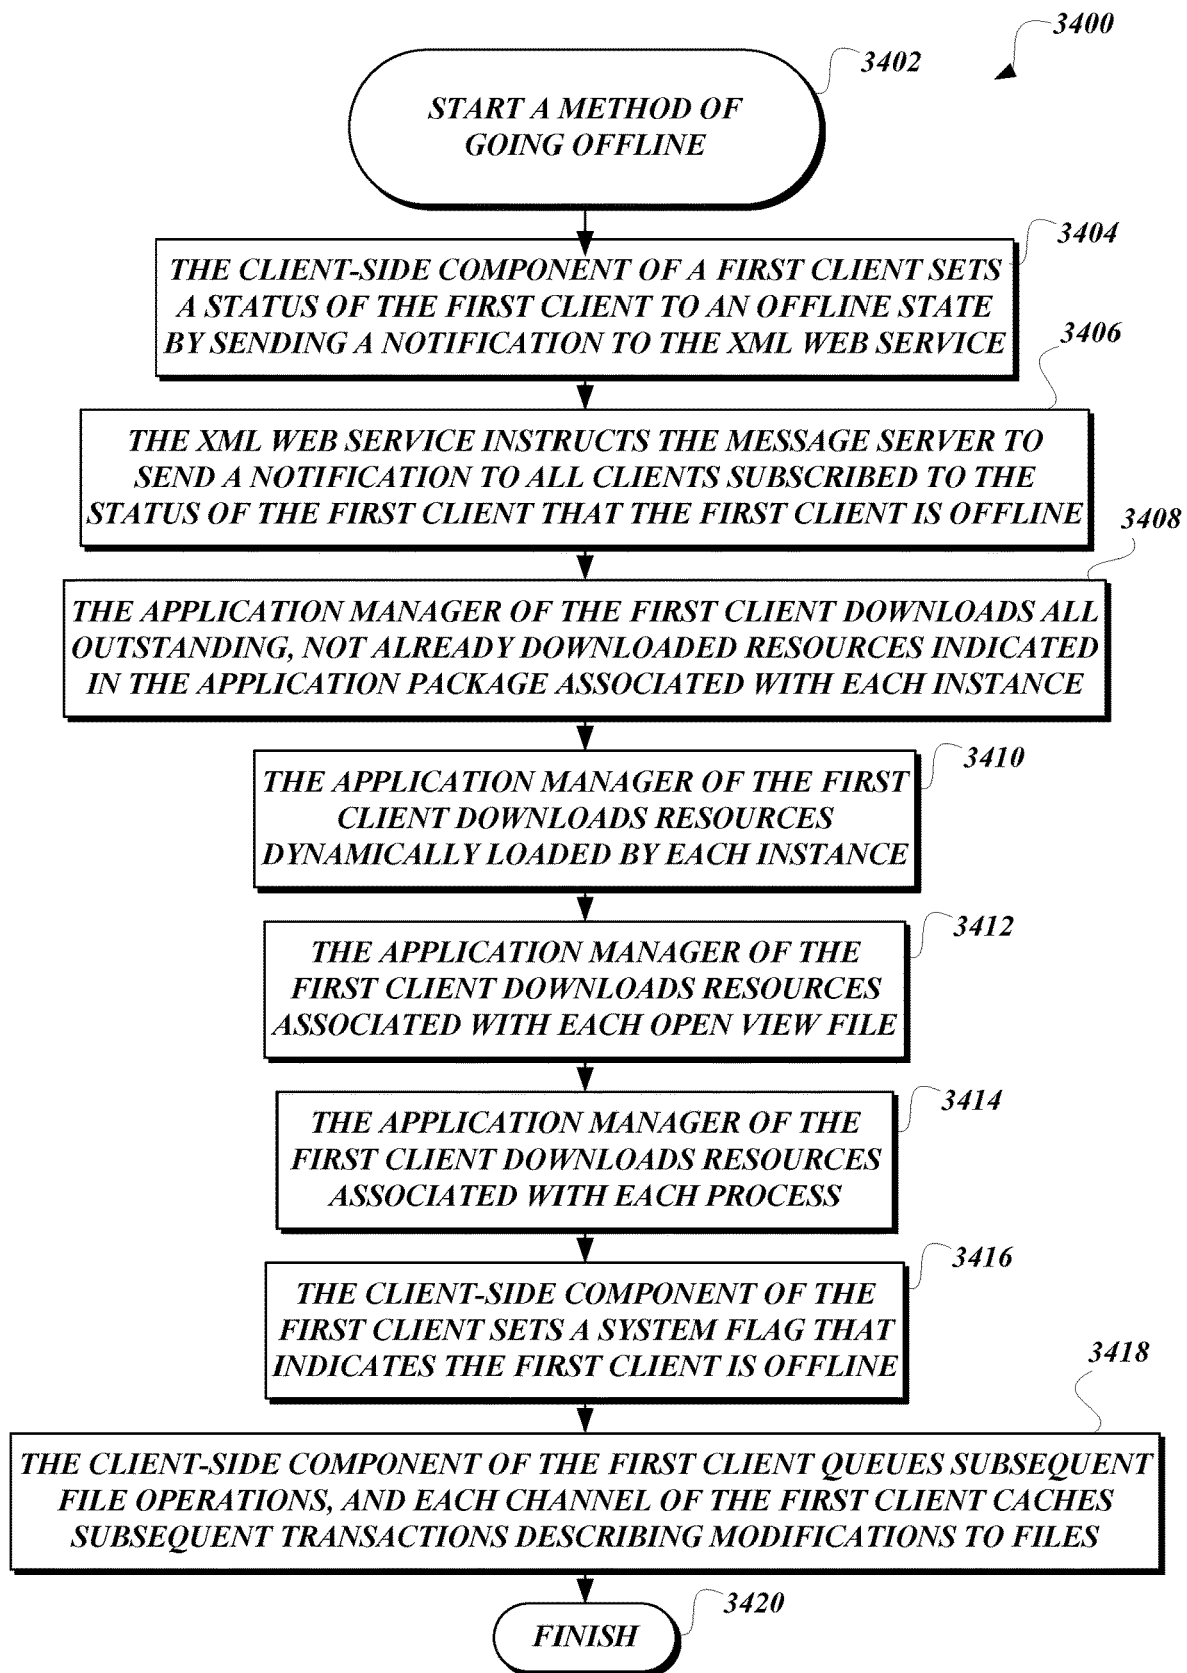 3400
3402
START A METHOD OF
GOING OFFLINE
3404
THE CLIENT-SIDE COMPONENT OF A FIRST CLIENT SETS
A STATUS OF THE FIRST CLIENT TO AN OFFLINE STATE
BY SENDING A NOTIFICATION TO THE XML WEB SERVICE
3406
THE XML WEB SERVICE INSTRUCTS THE MESSAGE SERVER TO
SEND A NOTIFICATION TO ALL CLIENTS SUBSCRIBED TO THE
STATUS OF THE FIRST CLIENT THAT THE FIRST CLIENT IS OFFLINE
3408
THE APPLICATION MANAGER OF THE FIRST CLIENT DOWNLOADS ALL
OUTSTANDING, NOT ALREADY DOWNLOADED RESOURCES INDICATED
IN THE APPLICATION PACKAGE ASSOCIATED WITH EACH INSTANCE
3410
THE APPLICATION MANAGER OF THE FIRST
CLIENT DOWNLOADS RESOURCES
DYNAMICALLY LOADED BY EACH INSTANCE
3412
THE APPLICATION MANAGER OF THE
FIRST CLIENT DOWNLOADS RESOURCES
ASSOCIATED WITH EACH OPEN VIEW FILE
3414
THE APPLICATION MANAGER OF THE
FIRST CLIENT DOWNLOADS RESOURCES
ASSOCIATED WITH EACH PROCESS
3416
THE CLIENT-SIDE COMPONENT OF THE
FIRST CLIENT SETS A SYSTEM FLAG THAT
INDICATES THE FIRST CLIENT IS OFFLINE
3418
THE CLIENT-SIDE COMPONENT OF THE FIRST CLIENT QUEUES SUBSEQUENT
FILE OPERATIONS, AND EACH CHANNEL OF THE FIRST CLIENT CACHES
SUBSEQUENT TRANSACTIONS DESCRIBING MODIFICATIONS TO FILES
3420
FINISH